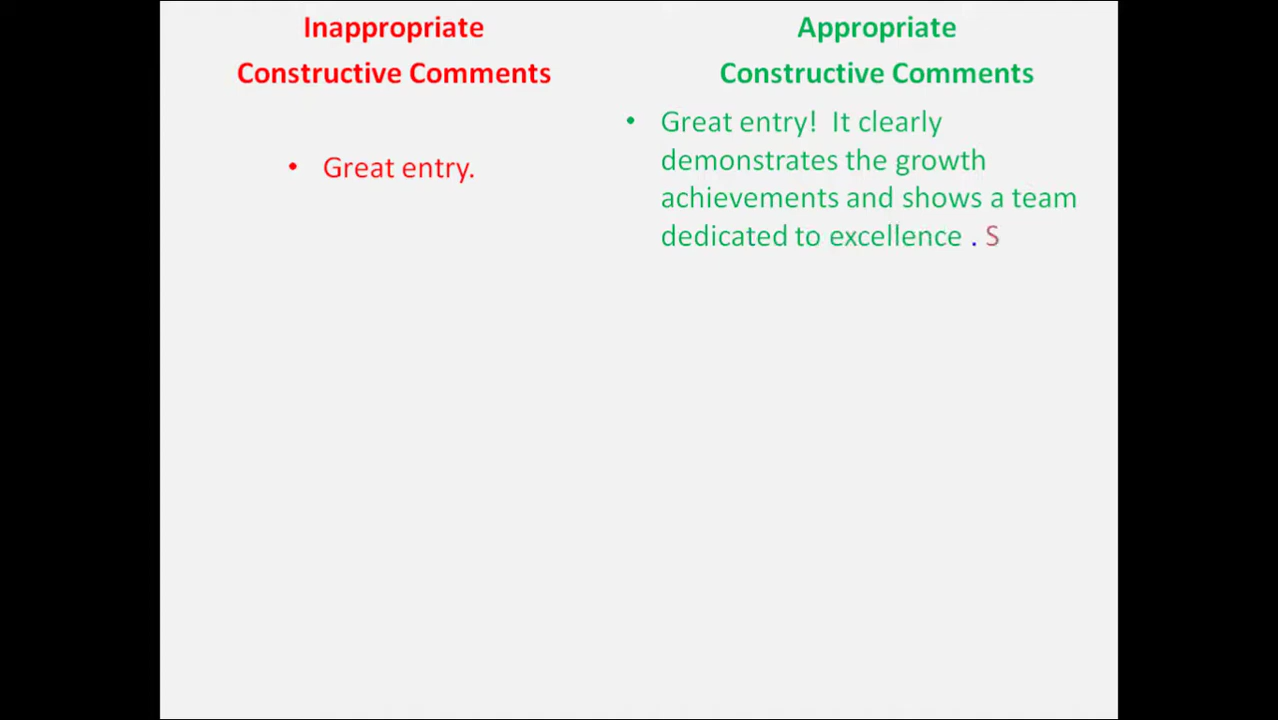 Inappropriate
Constructive Comments
• Great entry.
Appropriate
Constructive Comments
• Great entry!  It clearly
demonstrates the growth
achievements and shows a team
dedicated to excellence . S